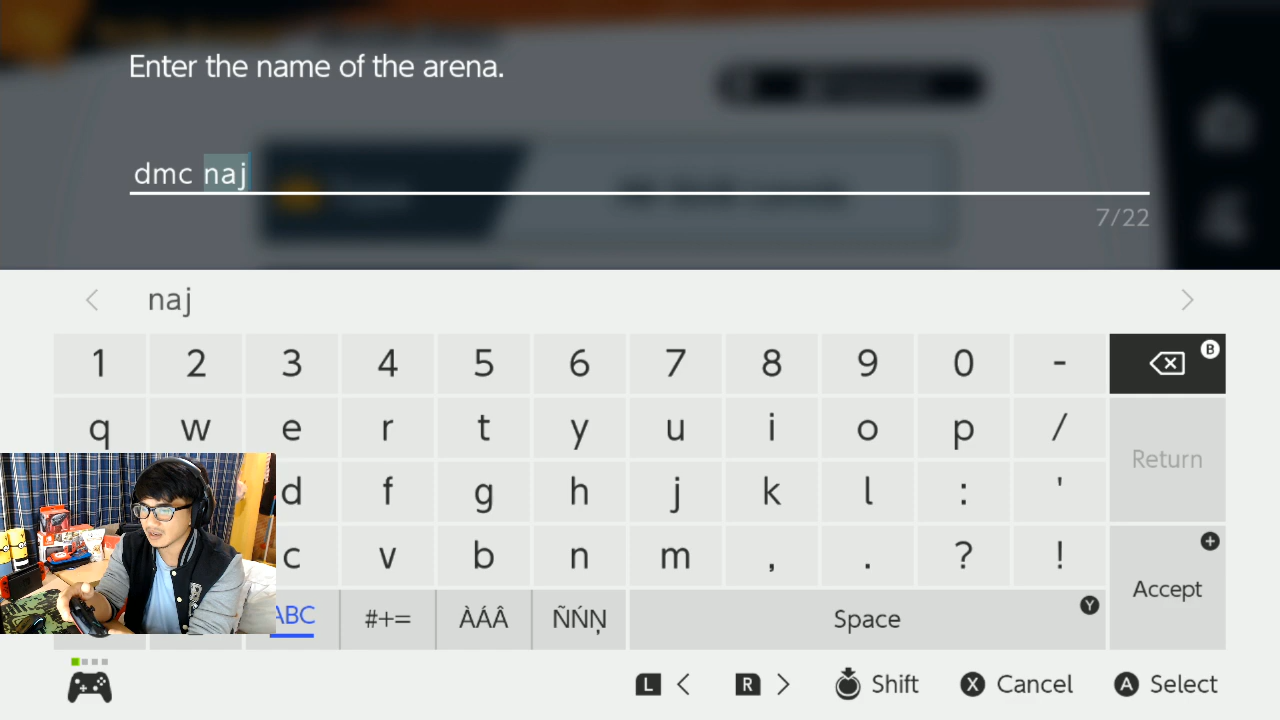 Enter the name of the arena.
dmc naj
7/22
< naj >
1 2 3 4 5 6 7 8 9 0 -
B
q w e r t y u i o p /
Return
d f g h j k l : '
c v b n m , . ? !
+
Accept
ABC #+= ÀÁÂ ÑŃŅ Space Y
L < R > Shift X Cancel A Select